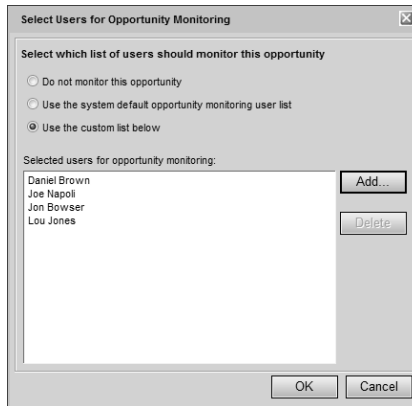 Select Users for Opportunity Monitoring
Select which list of users should monitor this opportunity
Do not monitor this opportunity
Use the system default opportunity monitoring user list
Use the custom list below
Selected users for opportunity monitoring:
Daniel Brown
Joe Napoli
Jon Bowser
Lou Jones
Add...
Delete
OK
Cancel